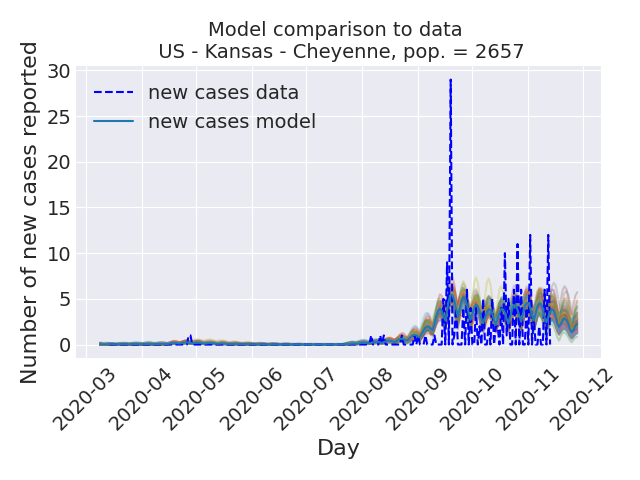 Model comparison to data
US - Kansas - Cheyenne, pop. = 2657
Number of new cases reported
30
25
20
15
10
5
0
new cases data
new cases model
2020-03
2020-04
2020-05
2020-06
2020-07
2020-08
2020-09
2020-10
2020-11
2020-12
Day